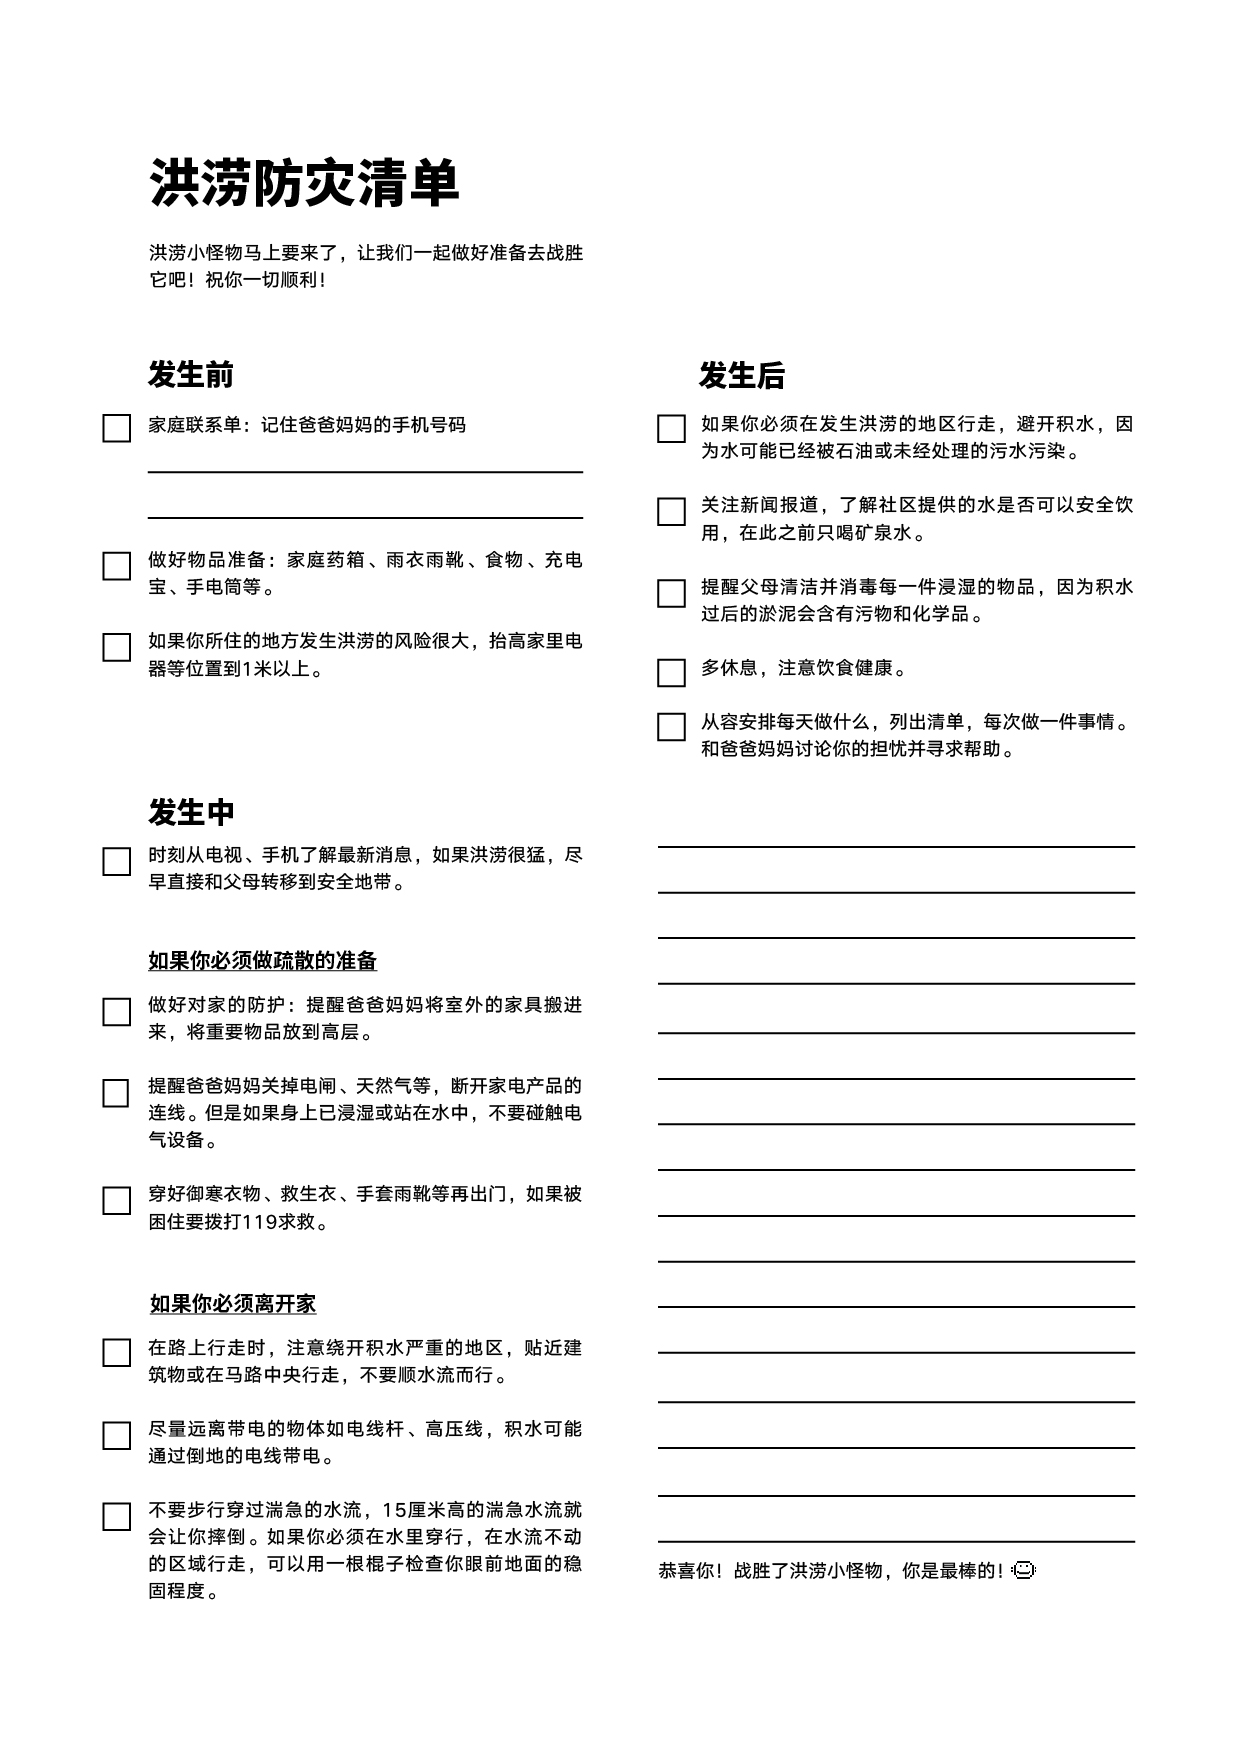 洪涝防灾清单
洪涝小怪物马上要来了，让我们一起做好准备去战胜
它吧！祝你一切顺利！
发生前
家庭联系单：记住爸爸妈妈的手机号码
做好物品准备：家庭药箱、雨衣雨靴、食物、充电
宝、手电筒等。
如果你所住的地方发生洪涝的风险很大，抬高家里电
器等位置到1米以上。
发生中
时刻从电视、手机了解最新消息，如果洪涝很猛，尽
早直接和父母转移到安全地带。
如果你必须做疏散的准备
做好对家的防护：提醒爸爸妈妈将室外的家具搬进
来，将重要物品放到高层。
提醒爸爸妈妈关掉电闸、天然气等，断开家电产品的
连线。但是如果身上已浸湿或站在水中，不要碰触电
气设备。
穿好御寒衣物、救生衣、手套雨靴等再出门，如果被
困住要拨打119求救。
如果你必须离开家
在路上行走时，注意绕开积水严重的地区，贴近建
筑物或在马路中央行走，不要顺水流而行。
尽量远离带电的物体如电线杆、高压线，积水可能
通过倒地的电线带电。
不要步行穿过湍急的水流，15厘米高的湍急水流就
会让你摔倒。如果你必须在水里穿行，在水流不动
的区域行走，可以用一根棍子检查你眼前地面的稳
固程度。
发生后
如果你必须在发生洪涝的地区行走，避开积水，因
为水可能已经被石油或未经处理的污水污染。
关注新闻报道，了解社区提供的水是否可以安全饮
用，在此之前只喝矿泉水。
提醒父母清洁并消毒每一件浸湿的物品，因为积水
过后的淤泥会含有污物和化学品。
多休息，注意饮食健康。
从容安排每天做什么，列出清单，每次做一件事情。
和爸爸妈妈讨论你的担忧并寻求帮助。
恭喜你！战胜了洪涝小怪物，你是最棒的！